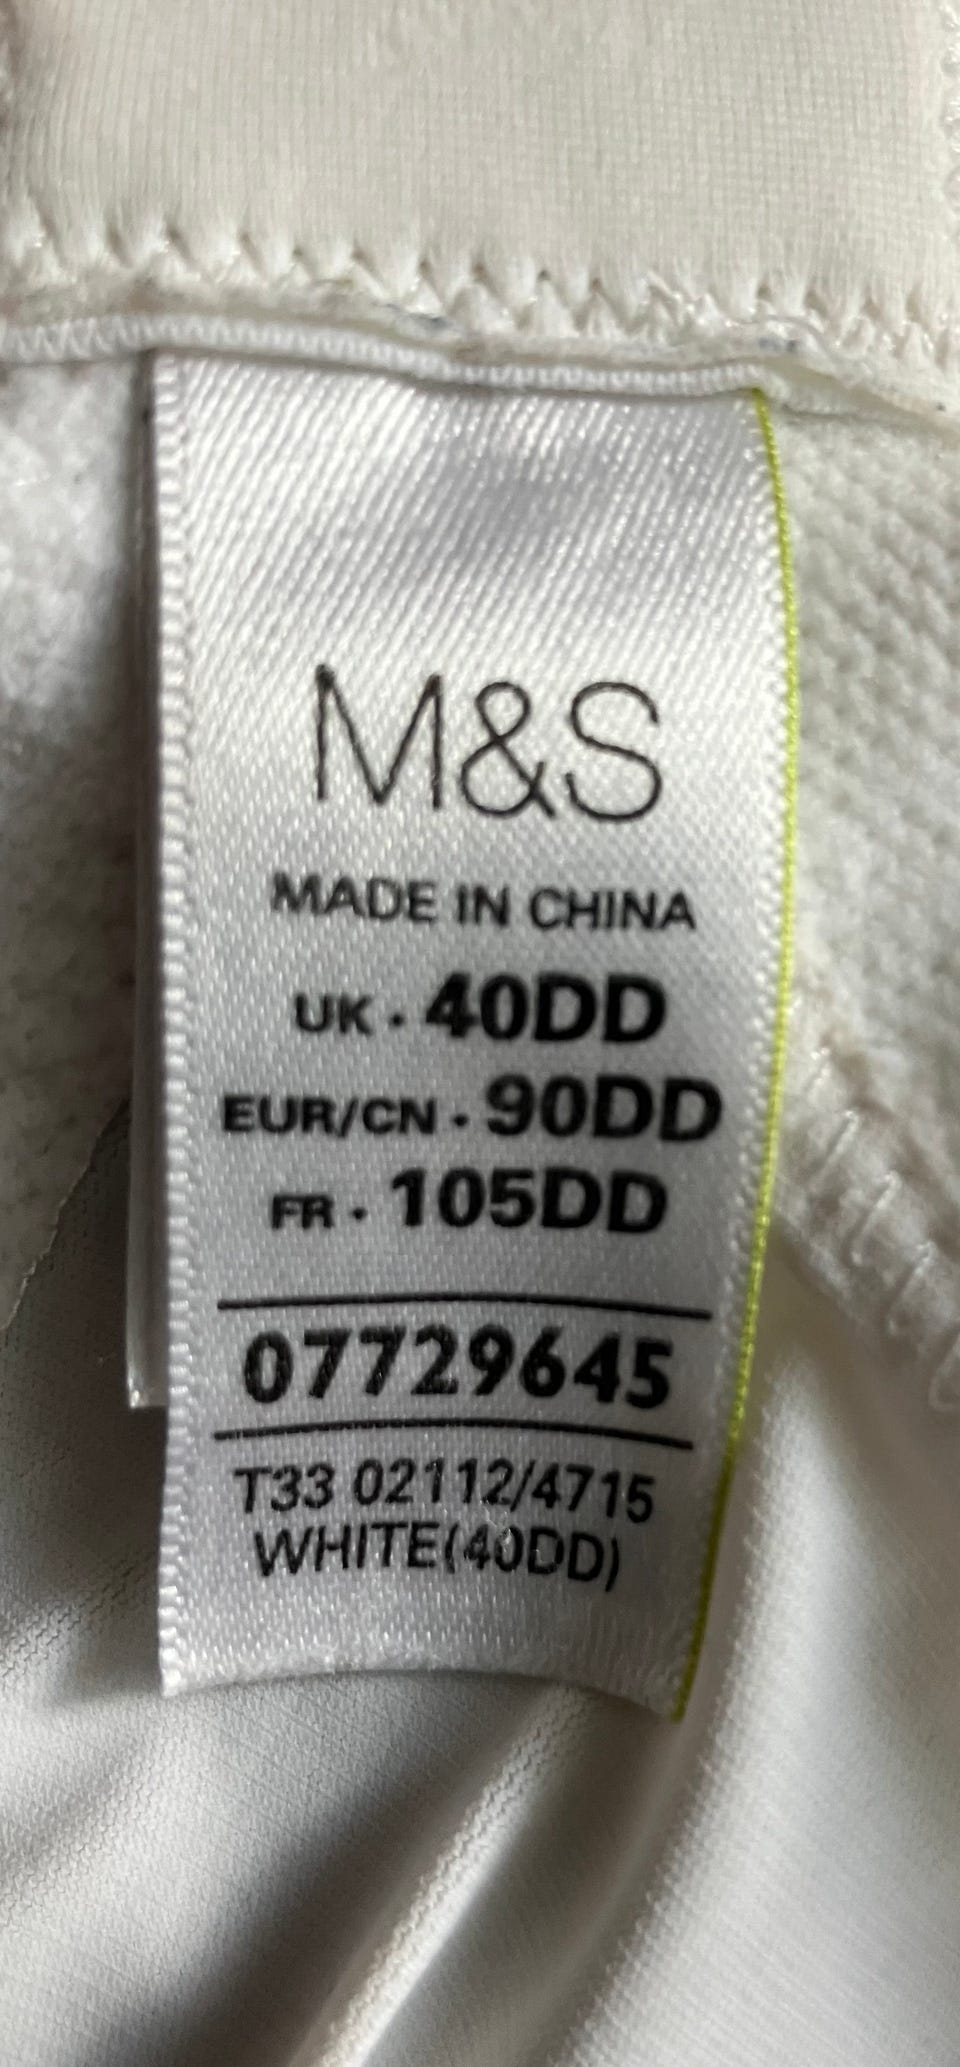 M&S
MADE IN CHINA
UK · 40DD
EUR/CN · 90DD
FR · 105DD
07729645
T33 02112/4715
WHITE(40DD)